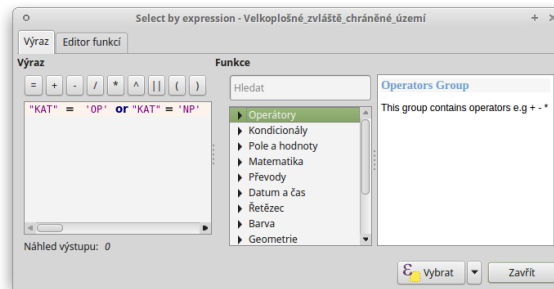 Select by expression - Velkoplošné_zvláště_chráněné_území
Výraz
Editor funkcí
Výraz
= + - / * ^ || ( )
"KAT" = 'OP' or "KAT" = 'NP'
Náhled výstupu: 0
Funkce
Hledat
Operátory
Kondicionály
Pole a hodnoty
Matematika
Převody
Datum a čas
Řetězec
Barva
Geometrie
Operators Group
This group contains operators e.g + - *
Vybrat
Zavřít